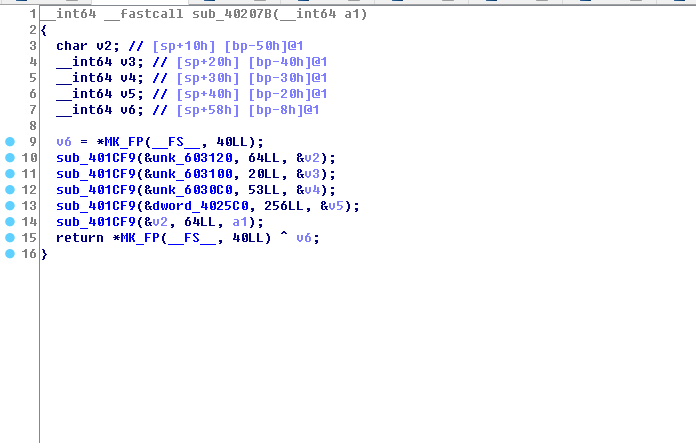 1 __int64 __fastcall sub_40207B(__int64 a1)
2 {
3 char v2; // [sp+10h] [bp-50h]@1
4 __int64 v3; // [sp+20h] [bp-40h]@1
5 __int64 v4; // [sp+30h] [bp-30h]@1
6 __int64 v5; // [sp+40h] [bp-20h]@1
7 __int64 v6; // [sp+58h] [bp-8h]@1
8
9 v6 = *MK_FP(__FS__, 40LL);
10 sub_401CF9(&unk_603120, 64LL, &v2);
11 sub_401CF9(&unk_603100, 20LL, &v3);
12 sub_401CF9(&unk_6030C0, 53LL, &v4);
13 sub_401CF9(&dword_4025C0, 256LL, &v5);
14 sub_401CF9(&v2, 64LL, a1);
15 return *MK_FP(__FS__, 40LL) ^ v6;
16 }